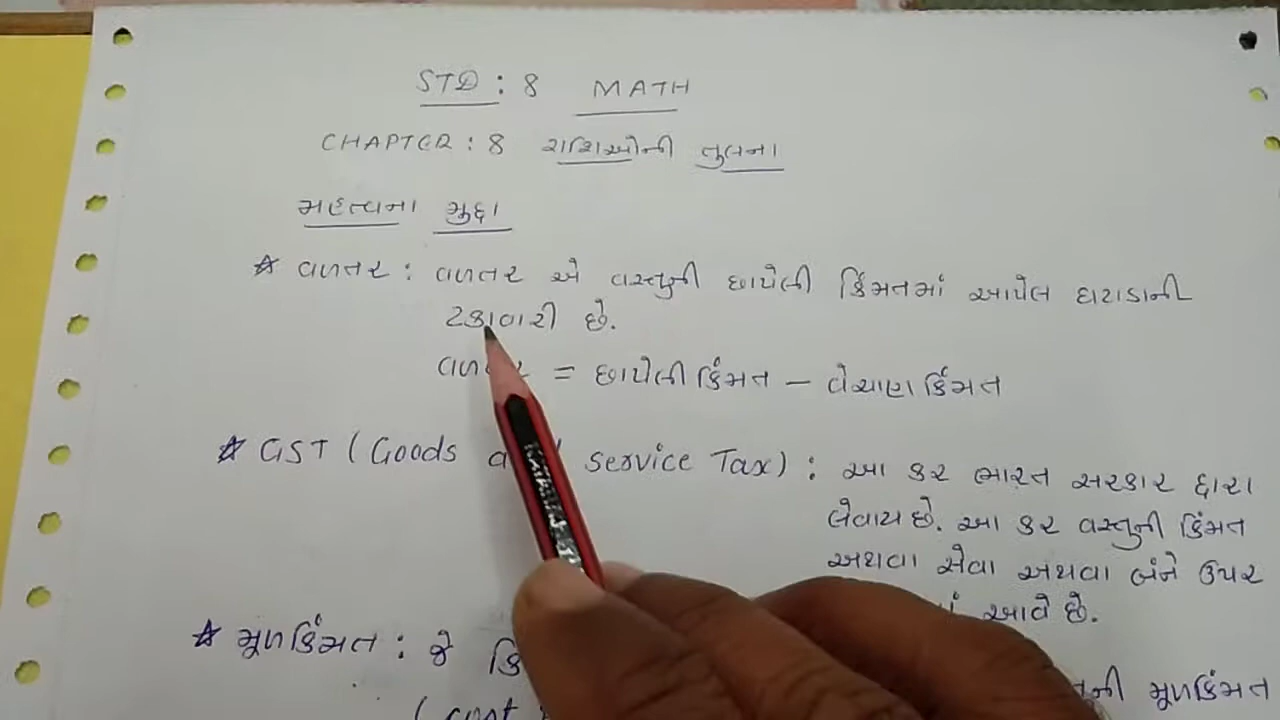 STD : 8 MATH
CHAPTER : 8 રાશિઓની તુલના
મહત્વના મુદ્દા
☆ વળતર : વળતર એ વસ્તુની છાપેલી કિંમતમાં આપેલ ઘટાડાની
ટકાવારી છે.
= છાપેલી કિંમત – વેચાણ કિંમત
☆ GST (Goods Service Tax) : આ કર ભારત સરકાર દ્વારા
લેવાય છે. આ કર વસ્તુની કિંમત
અથવા સેવા અથવા બંને ઉપર
આવે છે.
☆ મૂળકિંમત : જે
મૂળકિંમત